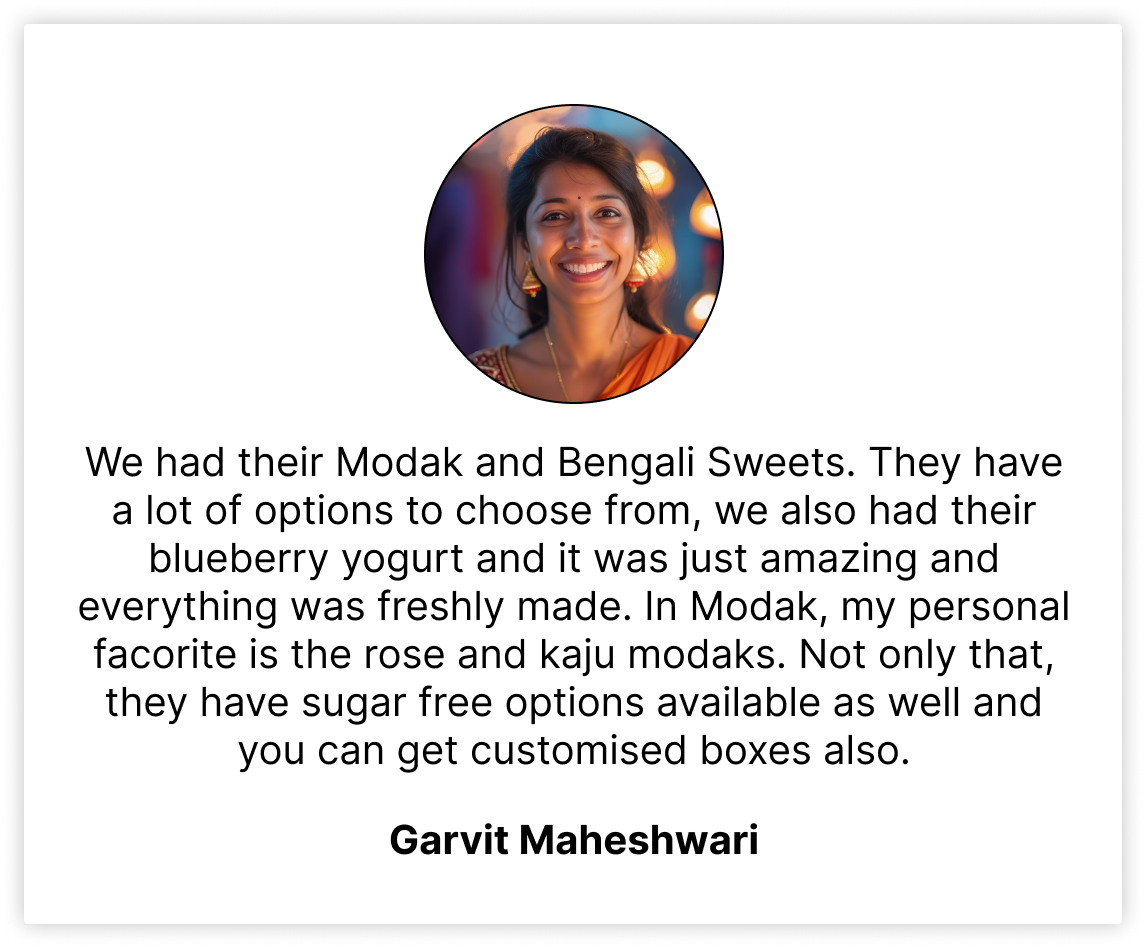 We had their Modak and Bengali Sweets. They have
a lot of options to choose from, we also had their
blueberry yogurt and it was just amazing and
everything was freshly made. In Modak, my personal
facorite is the rose and kaju modaks. Not only that,
they have sugar free options available as well and
you can get customised boxes also.
Garvit Maheshwari